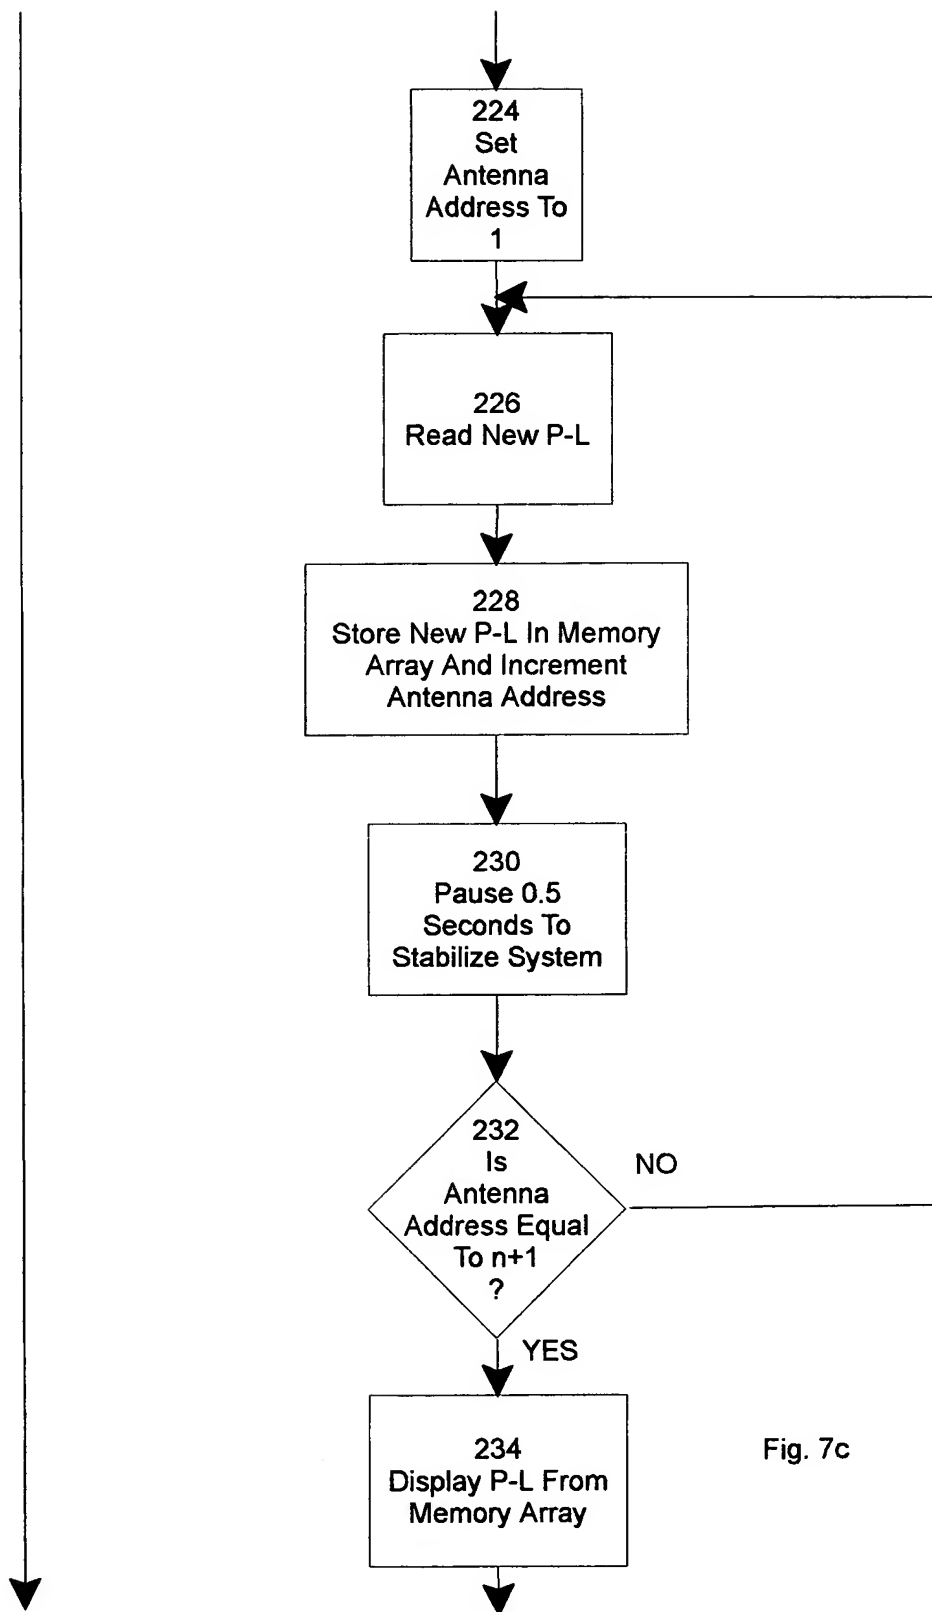 224
Set
Antenna
Address To
1
226
Read New P-L
228
Store New P-L In Memory
Array And Increment
Antenna Address
230
Pause 0.5
Seconds To
Stabilize System
232
Is
Antenna
Address Equal
To n+1
?
NO
YES
234
Display P-L From
Memory Array
Fig. 7c